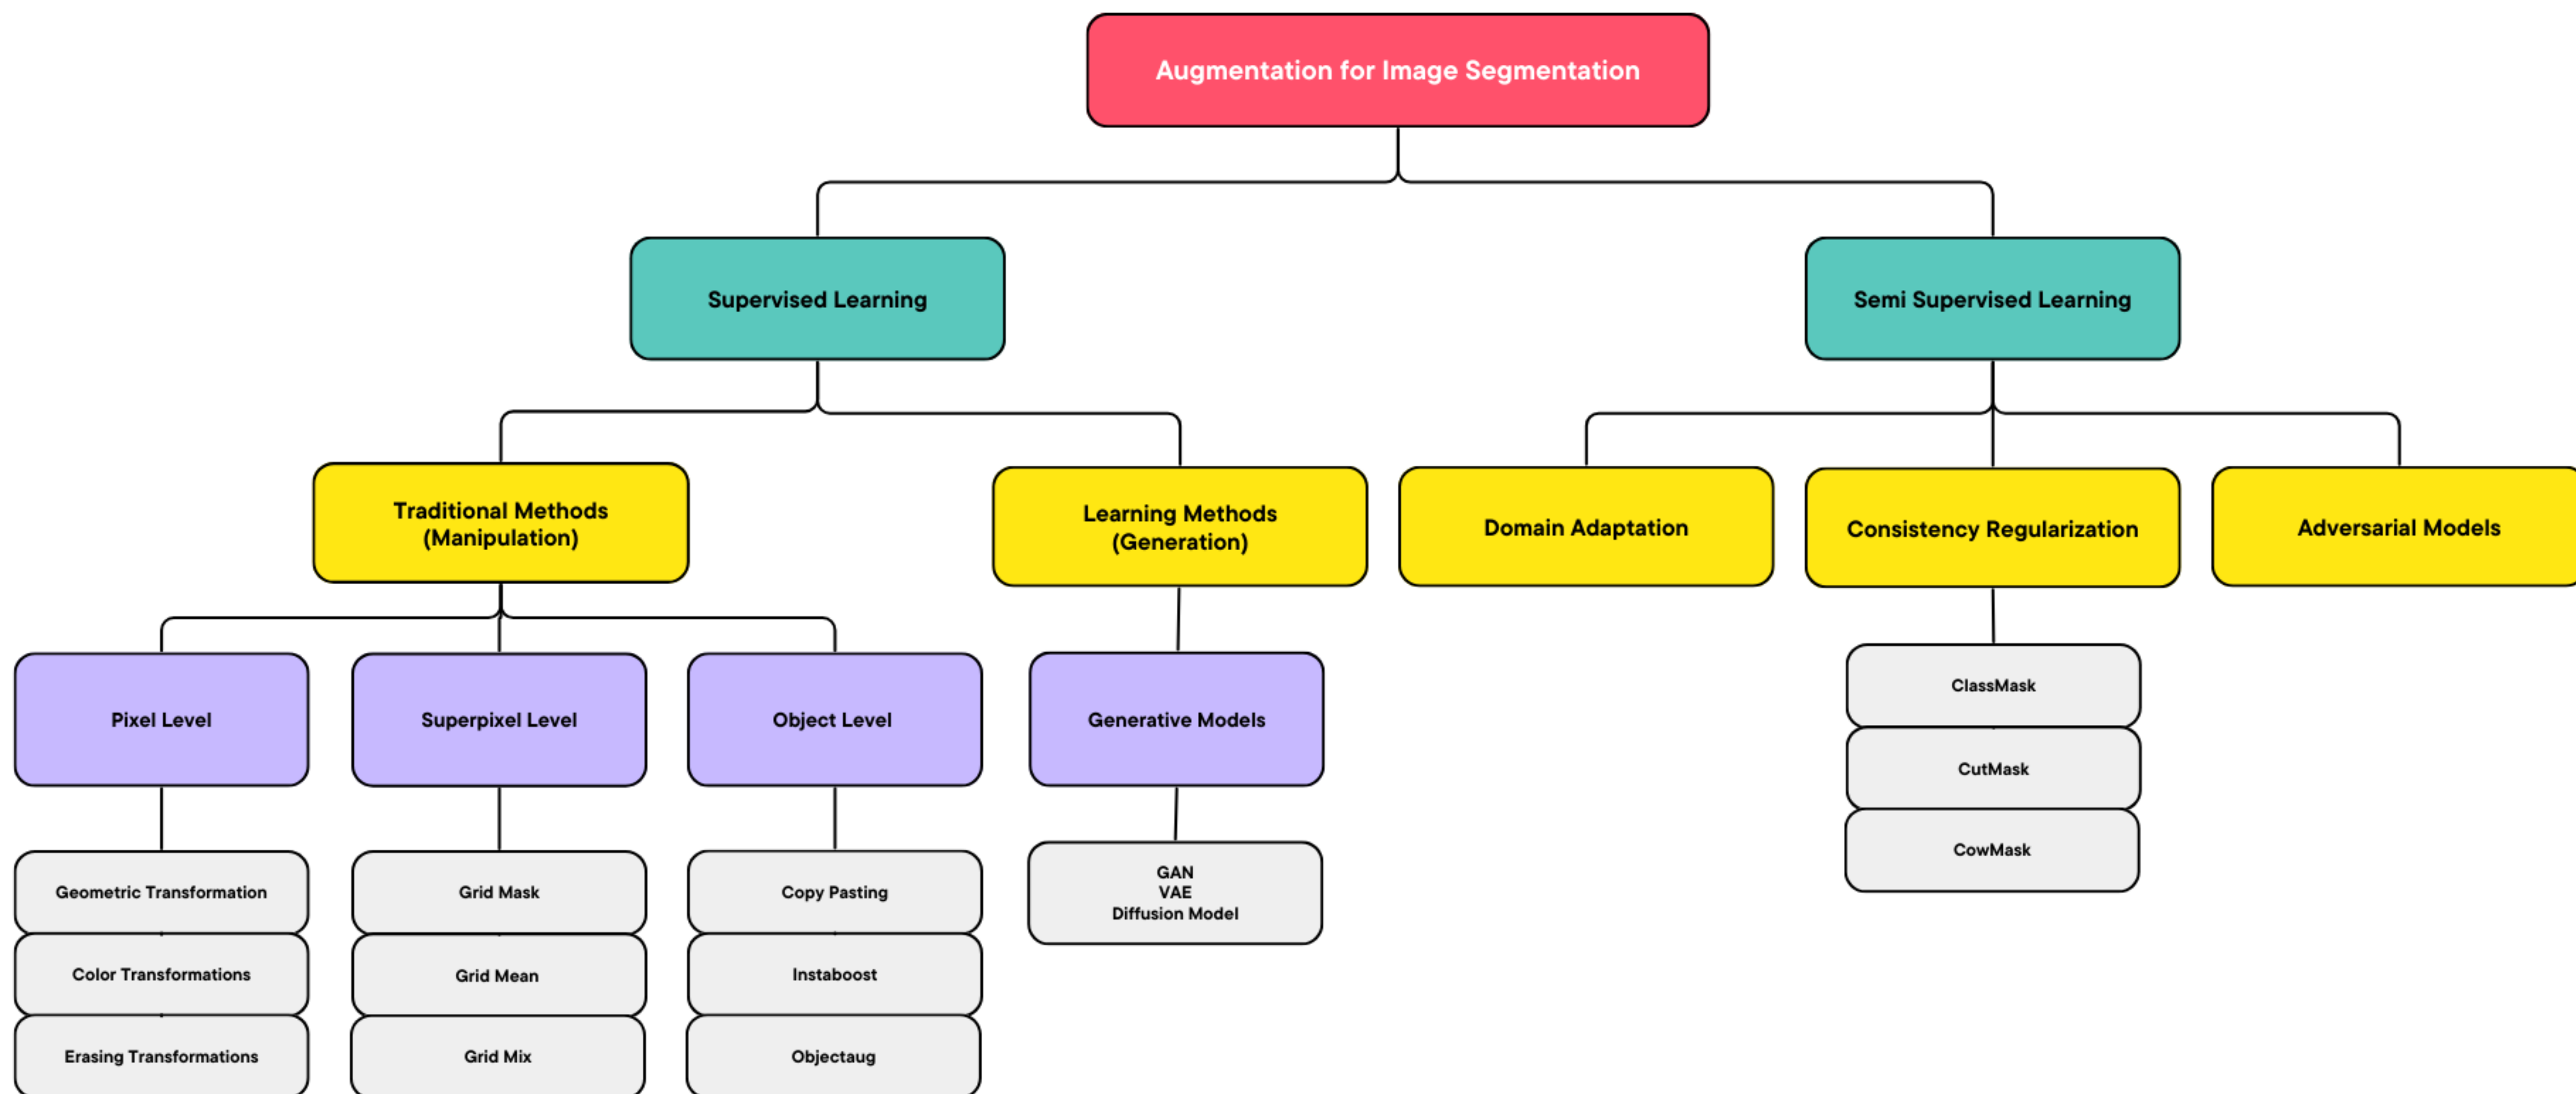 Augmentation for Image Segmentation
Supervised Learning
Semi Supervised Learning
Traditional Methods
(Manipulation)
Learning Methods
(Generation)
Domain Adaptation
Consistency Regularization
Adversarial Models
Pixel Level
Superpixel Level
Object Level
Generative Models
ClassMask
CutMask
CowMask
Geometric Transformation
Color Transformations
Erasing Transformations
Grid Mask
Grid Mean
Grid Mix
Copy Pasting
Instaboost
Objectaug
GAN
VAE
Diffusion Model